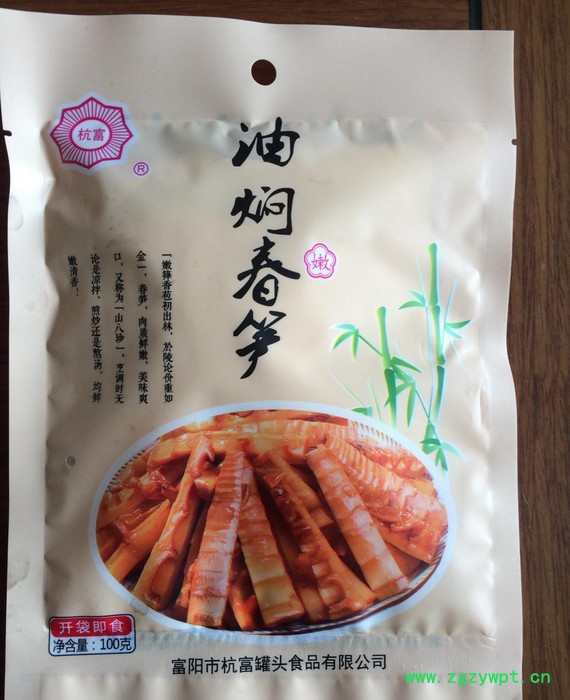 杭富
®
油焖春笋
嫩
一嫩箨香苞初出林，於陵论价重如
金一，春笋，肉质鲜嫩，美味爽
口，又称为一山八珍一，烹调时无
论是凉拌、煎炒还是熬汤，均鲜
嫩清香！
开袋即食
净含量：100克
富阳市杭富罐头食品有限公司
www.zgzywpt.cn